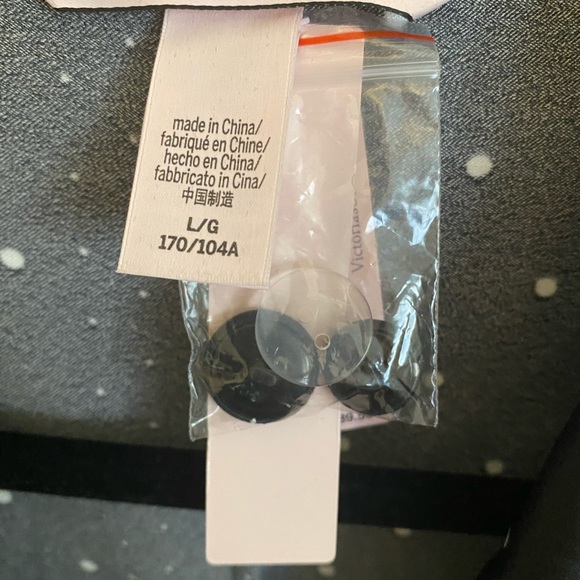 made in China/
fabriqué en Chine/
hecho en China/
fabbricato in Cina/
中国制造
L/G
170/104A